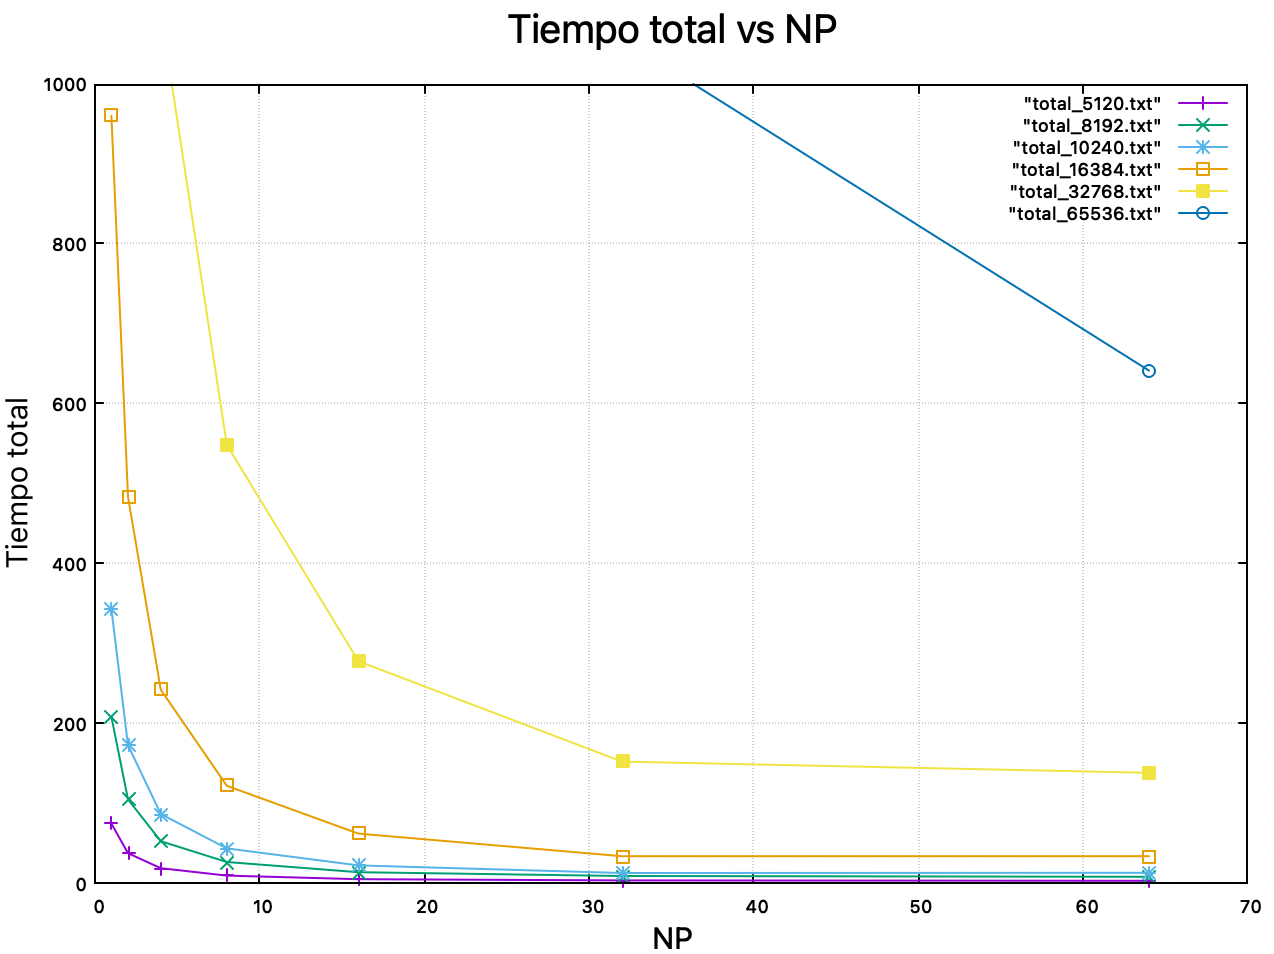 Tiempo total vs NP
1000
800
600
400
200
0
Tiempo total
"total_5120.txt"
"total_8192.txt"
"total_10240.txt"
"total_16384.txt"
"total_32768.txt"
"total_65536.txt"
0 10 20 30 40 50 60 70
NP